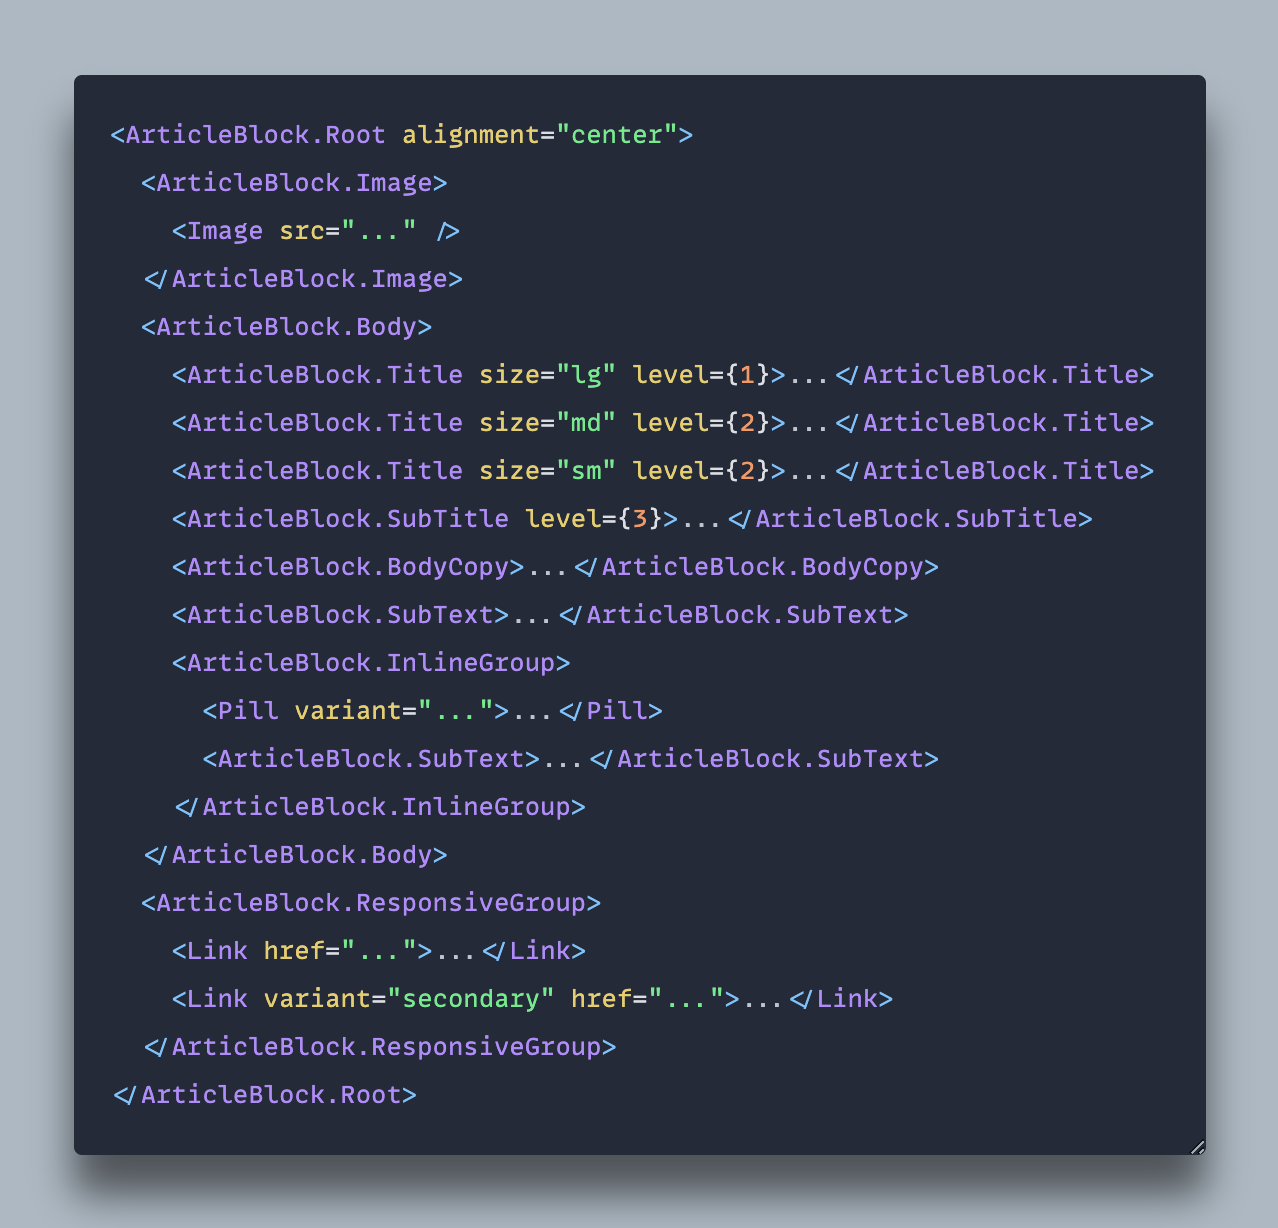 <ArticleBlock.Root alignment="center">
  <ArticleBlock.Image>
    <Image src="..." />
  </ArticleBlock.Image>
  <ArticleBlock.Body>
    <ArticleBlock.Title size="lg" level={1}>...</ArticleBlock.Title>
    <ArticleBlock.Title size="md" level={2}>...</ArticleBlock.Title>
    <ArticleBlock.Title size="sm" level={2}>...</ArticleBlock.Title>
    <ArticleBlock.SubTitle level={3}>...</ArticleBlock.SubTitle>
    <ArticleBlock.BodyCopy>...</ArticleBlock.BodyCopy>
    <ArticleBlock.SubText>...</ArticleBlock.SubText>
    <ArticleBlock.InlineGroup>
      <Pill variant="...">...</Pill>
      <ArticleBlock.SubText>...</ArticleBlock.SubText>
    </ArticleBlock.InlineGroup>
  </ArticleBlock.Body>
  <ArticleBlock.ResponsiveGroup>
    <Link href="...">...</Link>
    <Link variant="secondary" href="...">...</Link>
  </ArticleBlock.ResponsiveGroup>
</ArticleBlock.Root>